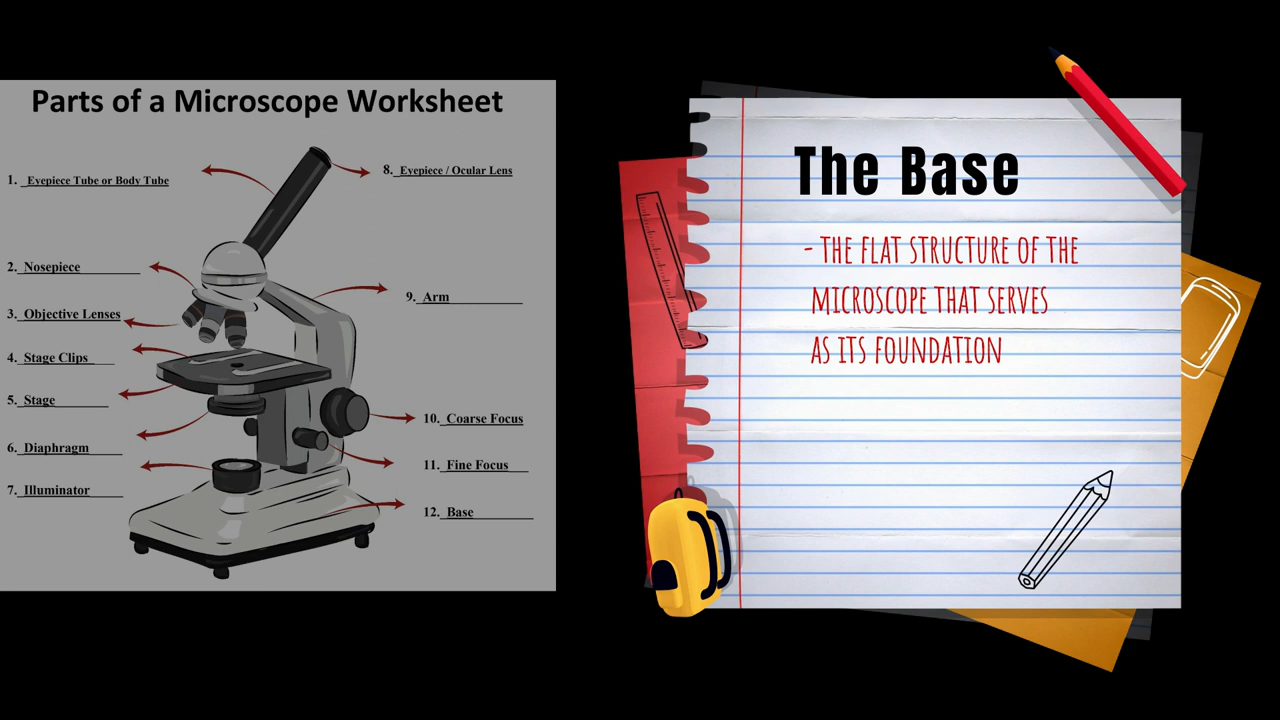 Parts of a Microscope Worksheet
1. Eyepiece Tube or Body Tube
2. Nosepiece
3. Objective Lenses
4. Stage Clips
5. Stage
6. Diaphragm
7. Illuminator
8. Eyepiece / Ocular Lens
9. Arm
10. Coarse Focus
11. Fine Focus
12. Base
The Base
- THE FLAT STRUCTURE OF THE
MICROSCOPE THAT SERVES
AS ITS FOUNDATION